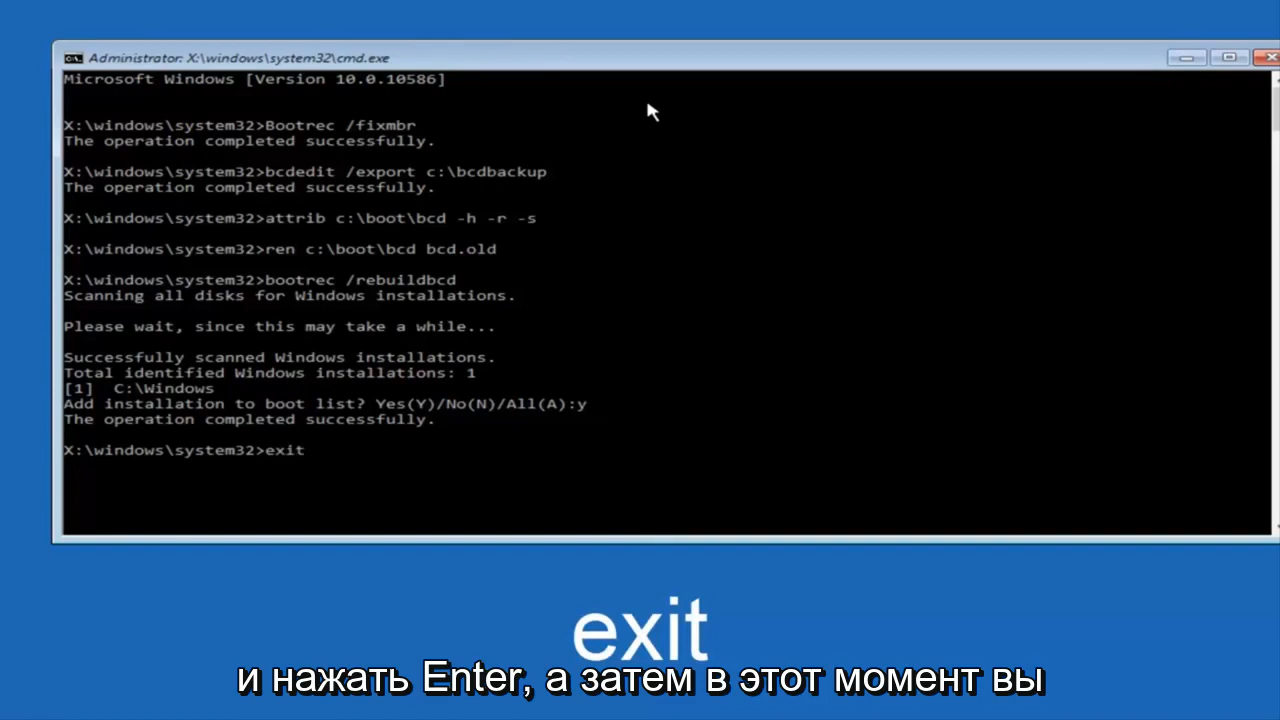 Administrator: X:\windows\system32\cmd.exe
Microsoft Windows [Version 10.0.10586]
X:\windows\system32>Bootrec /fixmbr
The operation completed successfully.
X:\windows\system32>bcdedit /export c:\bcdbackup
The operation completed successfully.
X:\windows\system32>attrib c:\boot\bcd -h -r -s
X:\windows\system32>ren c:\boot\bcd bcd.old
X:\windows\system32>bootrec /rebuildbcd
Scanning all disks for Windows installations.
Please wait, since this may take a while...
Successfully scanned Windows installations.
Total identified Windows installations: 1
[1]  C:\Windows
Add installation to boot list? Yes(Y)/No(N)/All(A):y
The operation completed successfully.
X:\windows\system32>exit
exit
и нажать Enter, а затем в этот момент вы